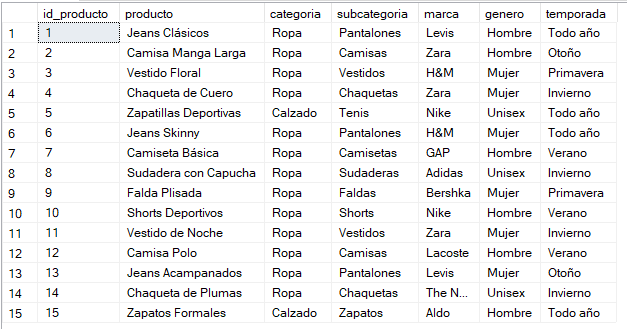 id_producto producto categoria subcategoria marca genero temporada
1 1 Jeans Clásicos Ropa Pantalones Levis Hombre Todo año
2 2 Camisa Manga Larga Ropa Camisas Zara Hombre Otoño
3 3 Vestido Floral Ropa Vestidos H&M Mujer Primavera
4 4 Chaqueta de Cuero Ropa Chaquetas Zara Mujer Invierno
5 5 Zapatillas Deportivas Calzado Tenis Nike Unisex Todo año
6 6 Jeans Skinny Ropa Pantalones H&M Mujer Todo año
7 7 Camiseta Básica Ropa Camisetas GAP Hombre Verano
8 8 Sudadera con Capucha Ropa Sudaderas Adidas Unisex Invierno
9 9 Falda Plisada Ropa Faldas Bershka Mujer Primavera
10 10 Shorts Deportivos Ropa Shorts Nike Hombre Verano
11 11 Vestido de Noche Ropa Vestidos Zara Mujer Invierno
12 12 Camisa Polo Ropa Camisas Lacoste Hombre Verano
13 13 Jeans Acampanados Ropa Pantalones Levis Mujer Otoño
14 14 Chaqueta de Plumas Ropa Chaquetas The N... Unisex Invierno
15 15 Zapatos Formales Calzado Zapatos Aldo Hombre Todo año